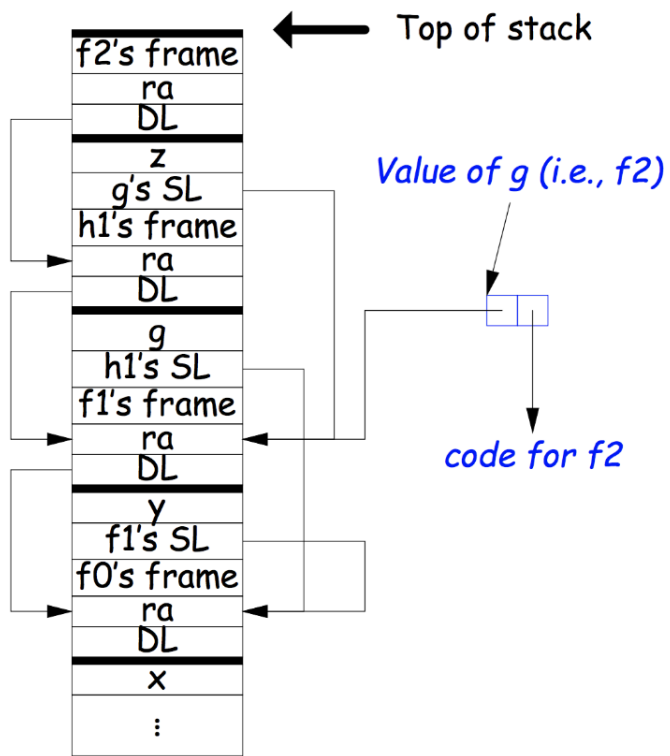 Top of stack
f2's frame
ra
DL
z
g's SL
h1's frame
ra
DL
g
h1's SL
f1's frame
ra
DL
y
f1's SL
f0's frame
ra
DL
x
⋮
Value of g (i.e., f2)
code for f2